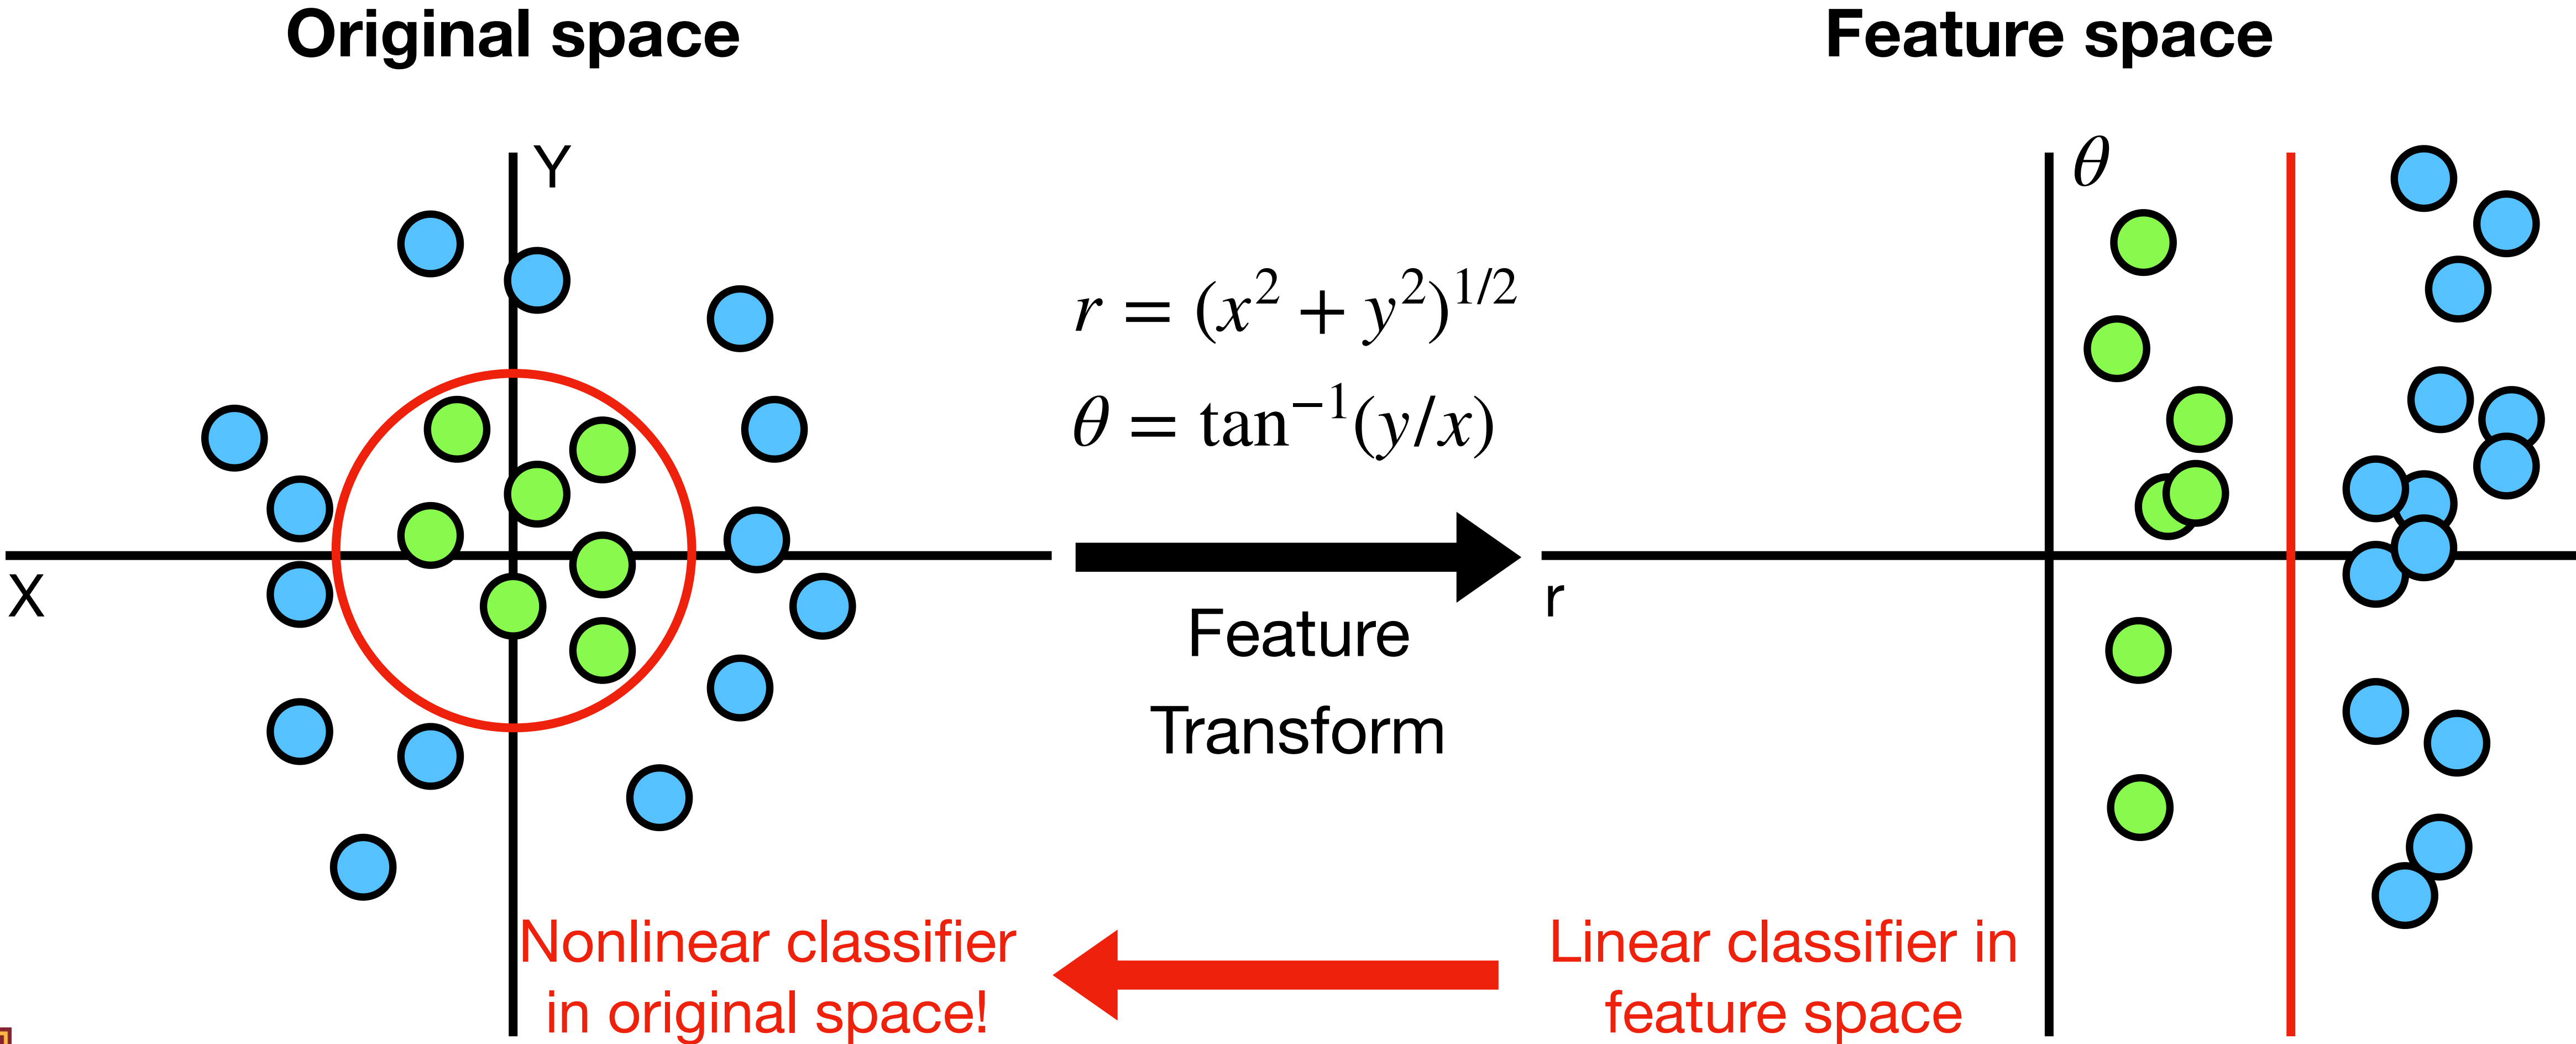 Original space
Feature space
Y
θ
r = (x² + y²)^{1/2}
θ = tan⁻¹(y/x)
X
r
Feature
Transform
Nonlinear classifier
in original space!
Linear classifier in
feature space